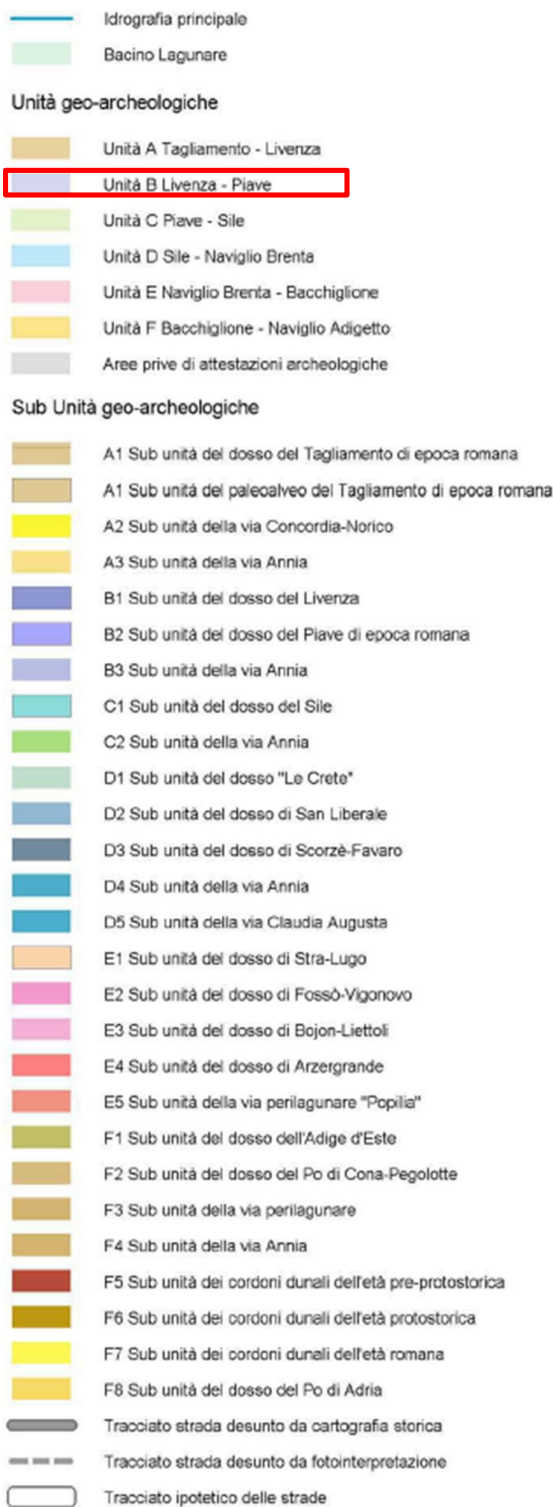 Idrografia principale
Bacino Lagunare
Unità geo-archeologiche
Unità A Tagliamento - Livenza
Unità B Livenza - Piave
Unità C Piave - Sile
Unità D Sile - Naviglio Brenta
Unità E Naviglio Brenta - Bacchiglione
Unità F Bacchiglione - Naviglio Adigetto
Aree prive di attestazioni archeologiche
Sub Unità geo-archeologiche
A1 Sub unità del dosso del Tagliamento di epoca romana
A1 Sub unità del paleoalveo del Tagliamento di epoca romana
A2 Sub unità della via Concordia-Norico
A3 Sub unità della via Annia
B1 Sub unità del dosso del Livenza
B2 Sub unità del dosso del Piave di epoca romana
B3 Sub unità della via Annia
C1 Sub unità del dosso del Sile
C2 Sub unità della via Annia
D1 Sub unità del dosso "Le Crete"
D2 Sub unità del dosso di San Liberale
D3 Sub unità del dosso di Scorzè-Favaro
D4 Sub unità della via Annia
D5 Sub unità della via Claudia Augusta
E1 Sub unità del dosso di Stra-Lugo
E2 Sub unità del dosso di Fossò-Vigonovo
E3 Sub unità del dosso di Bojon-Liettoli
E4 Sub unità del dosso di Arzergrande
E5 Sub unità della via perilagunare "Popilia"
F1 Sub unità del dosso dell'Adige d'Este
F2 Sub unità del dosso del Po di Cona-Pegolotte
F3 Sub unità della via perilagunare
F4 Sub unità della via Annia
F5 Sub unità dei cordoni dunali dell'età pre-protostorica
F6 Sub unità dei cordoni dunali dell'età protostorica
F7 Sub unità dei cordoni dunali dell'età romana
F8 Sub unità del dosso del Po di Adria
Tracciato strada desunto da cartografia storica
Tracciato strada desunto da fotointerpretazione
Tracciato ipotetico delle strade